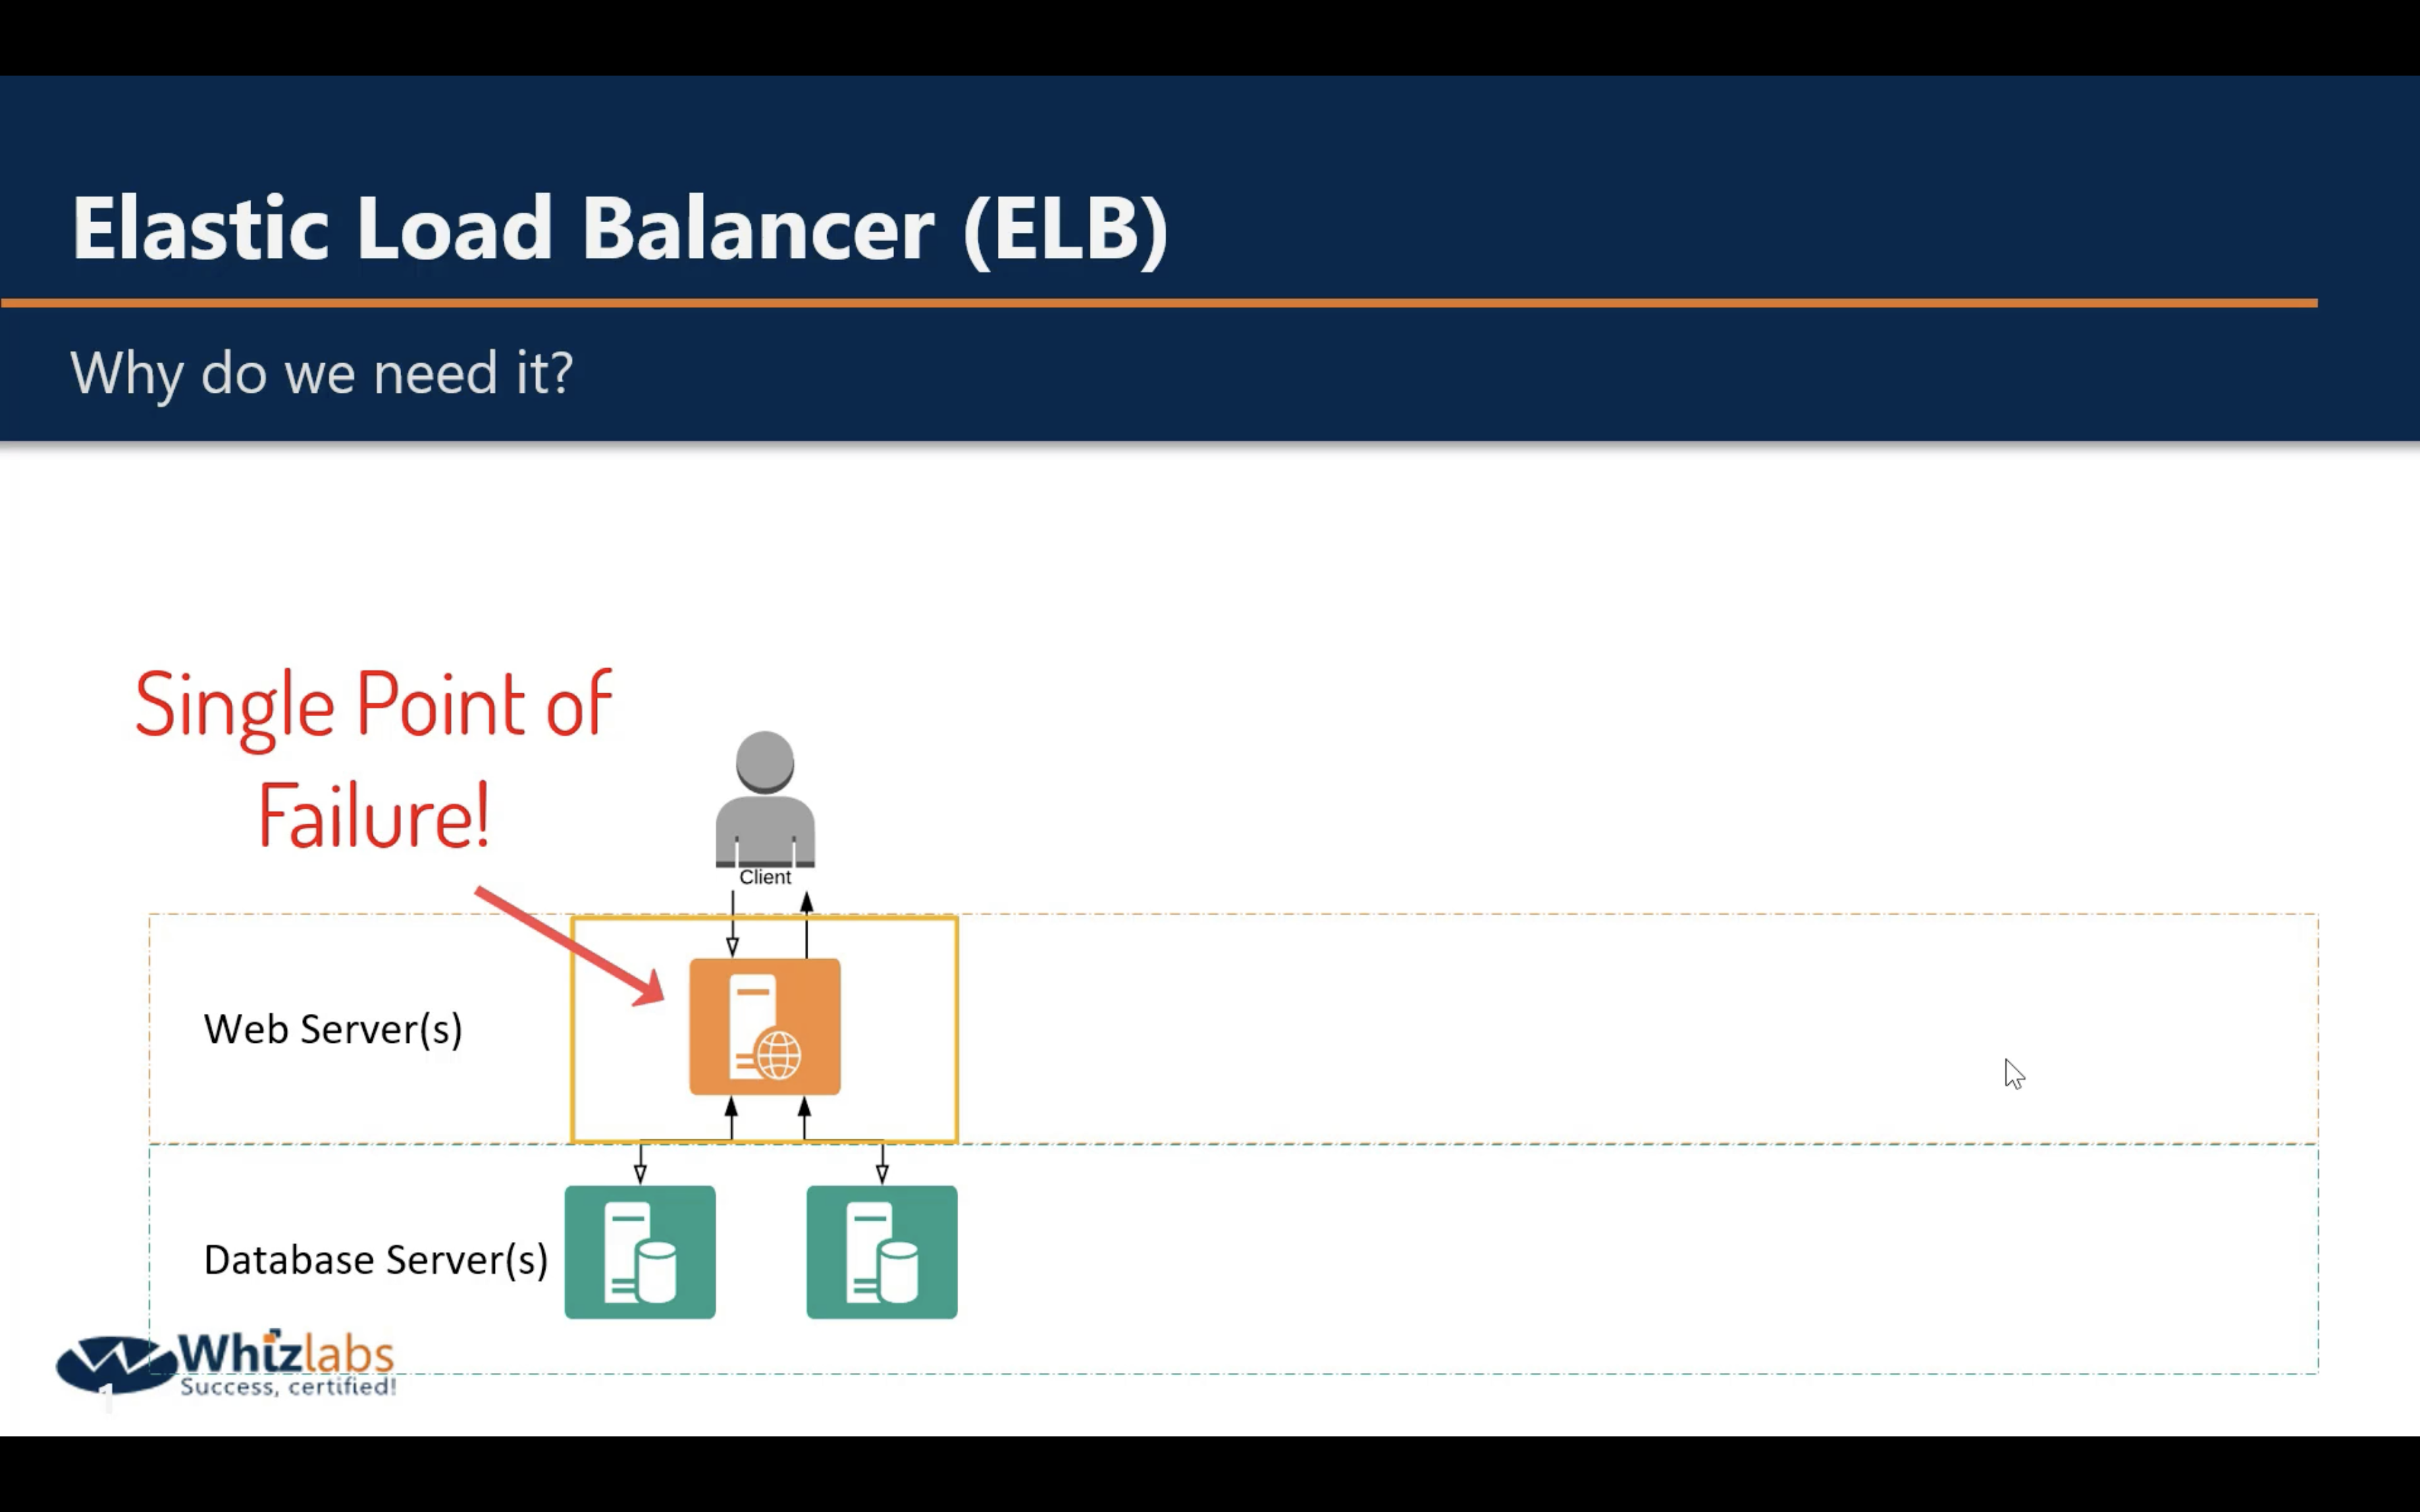 Elastic Load Balancer (ELB)
Why do we need it?
Single Point of
Failure!
Client
Web Server(s)
Database Server(s)
Whizlabs
Success, certified!
1